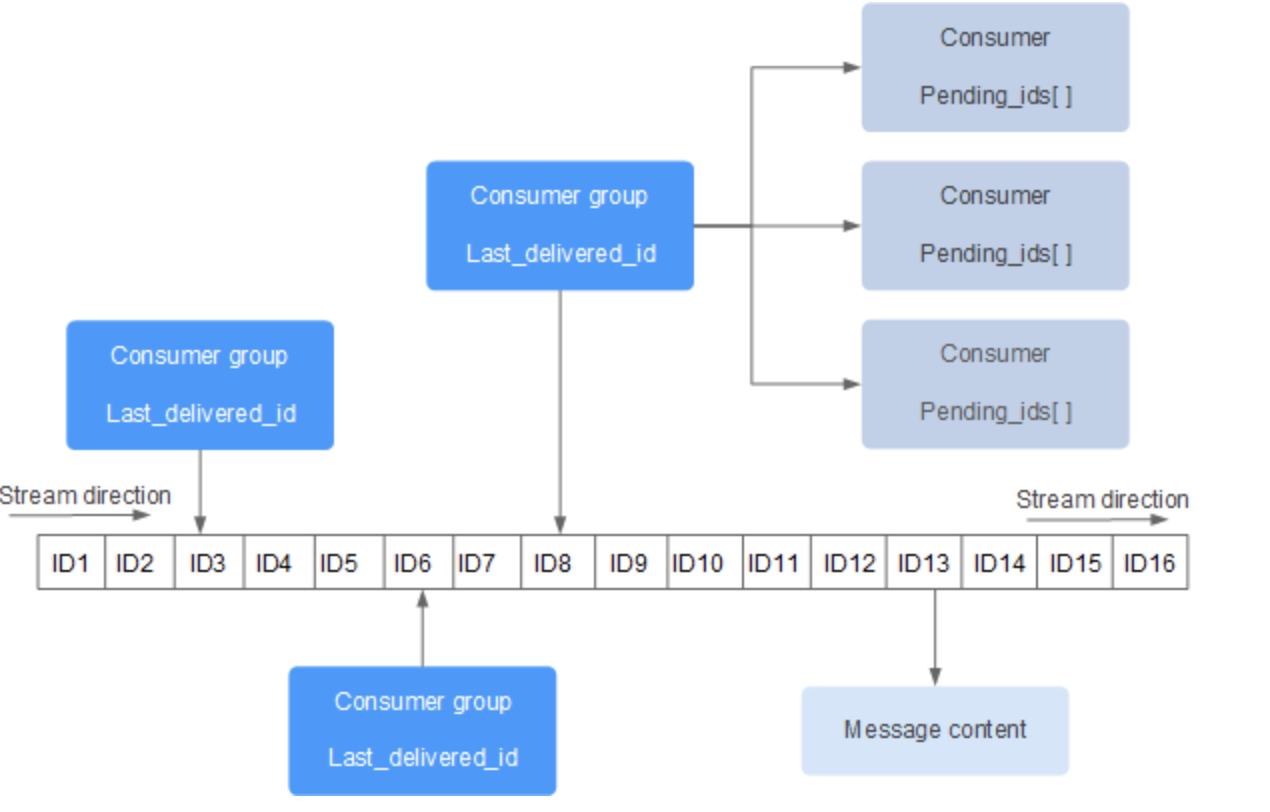 Consumer
Pending_ids[ ]
Consumer group
Last_delivered_id
Consumer
Pending_ids[ ]
Consumer group
Last_delivered_id
Consumer
Pending_ids[ ]
Stream direction
Stream direction
ID1 ID2 ID3 ID4 ID5 ID6 ID7 ID8 ID9 ID10 ID11 ID12 ID13 ID14 ID15 ID16
Consumer group
Last_delivered_id
Message content